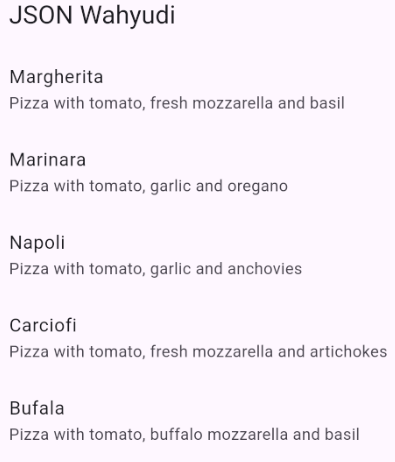 JSON Wahyudi
Margherita
Pizza with tomato, fresh mozzarella and basil
Marinara
Pizza with tomato, garlic and oregano
Napoli
Pizza with tomato, garlic and anchovies
Carciofi
Pizza with tomato, fresh mozzarella and artichokes
Bufala
Pizza with tomato, buffalo mozzarella and basil